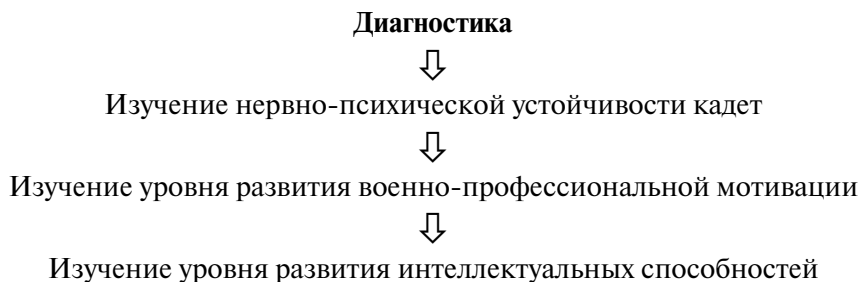 Диагностика
Изучение нервно-психической устойчивости кадет
Изучение уровня развития военно-профессиональной мотивации
Изучение уровня развития интеллектуальных способностей